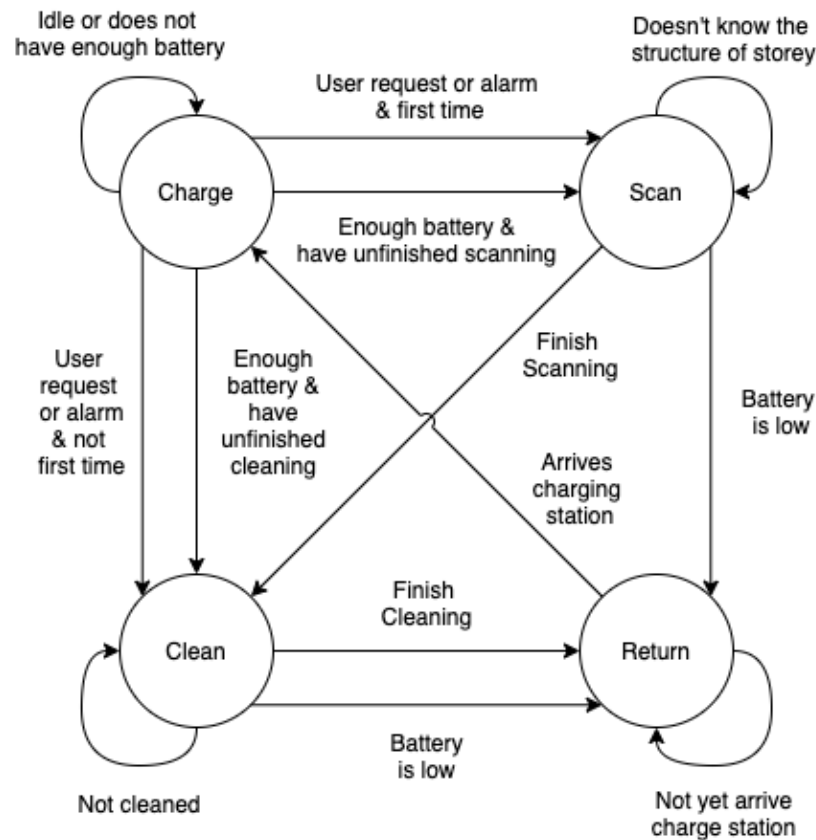 Idle or does not
have enough battery
Doesn't know the
structure of storey
User request or alarm
& first time
Charge
Scan
Enough battery &
have unfinished scanning
User
request
or alarm
& not
first time
Enough
battery &
have
unfinished
cleaning
Finish
Scanning
Battery
is low
Arrives
charging
station
Finish
Cleaning
Clean
Return
Battery
is low
Not cleaned
Not yet arrive
charge station